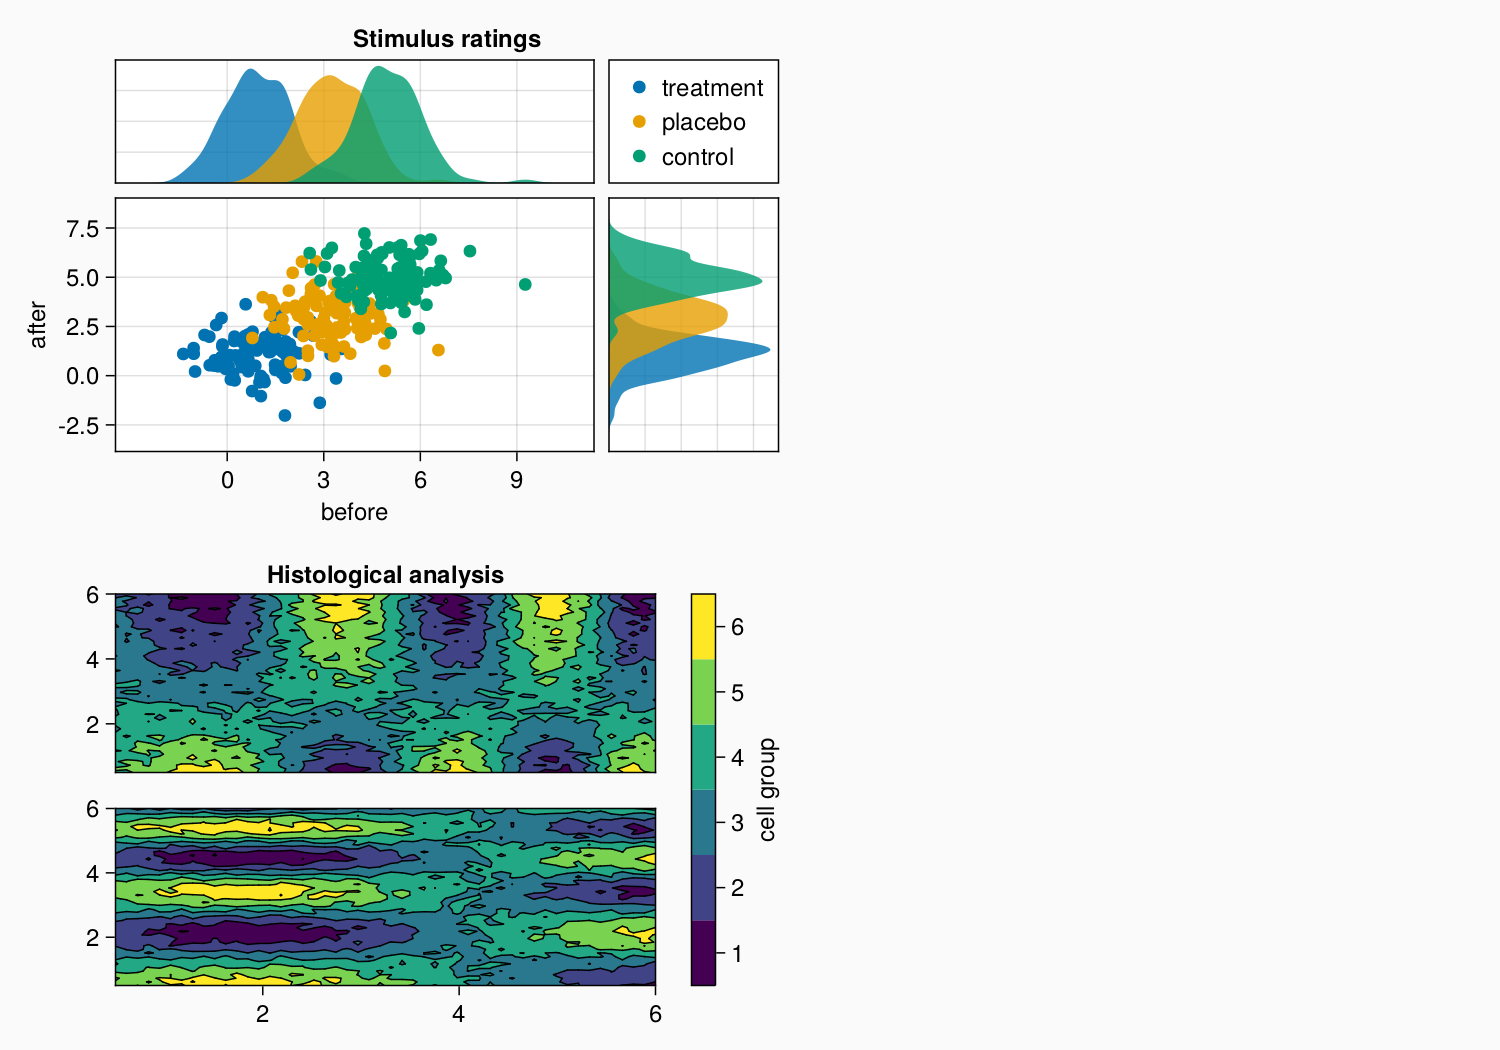 Stimulus ratings
treatment
placebo
control
7.5
5.0
2.5
0.0
-2.5
after
0 3 6 9
before
Histological analysis
6
4
2
6
4
2
2 4 6
6
5
4
3
2
1
cell group